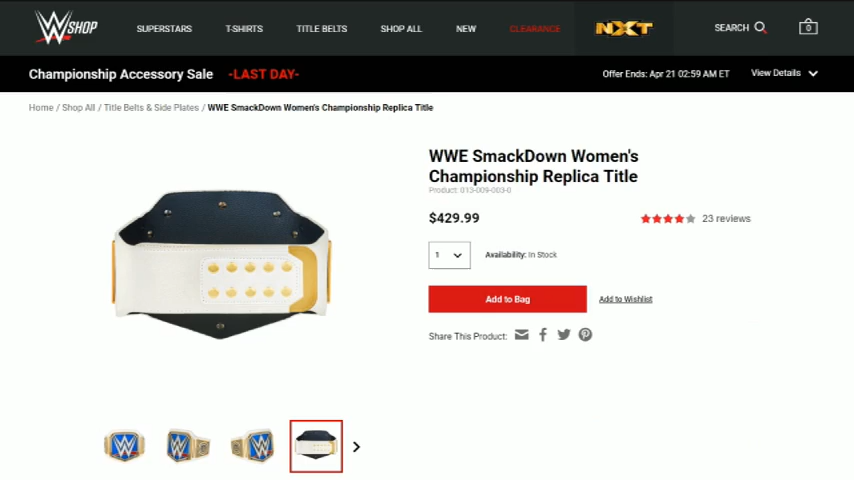 W SHOP
SUPERSTARS
T-SHIRTS
TITLE BELTS
SHOP ALL
NEW
CLEARANCE
NXT
SEARCH
0
Championship Accessory Sale -LAST DAY-
Offer Ends: Apr 21 02:59 AM ET
View Details
Home / Shop All / Title Belts & Side Plates / WWE SmackDown Women's Championship Replica Title
WWE SmackDown Women's
Championship Replica Title
Product: 013-009-003-0
$429.99
23 reviews
1
Availability: In Stock
Add to Bag
Add to Wishlist
Share This Product: